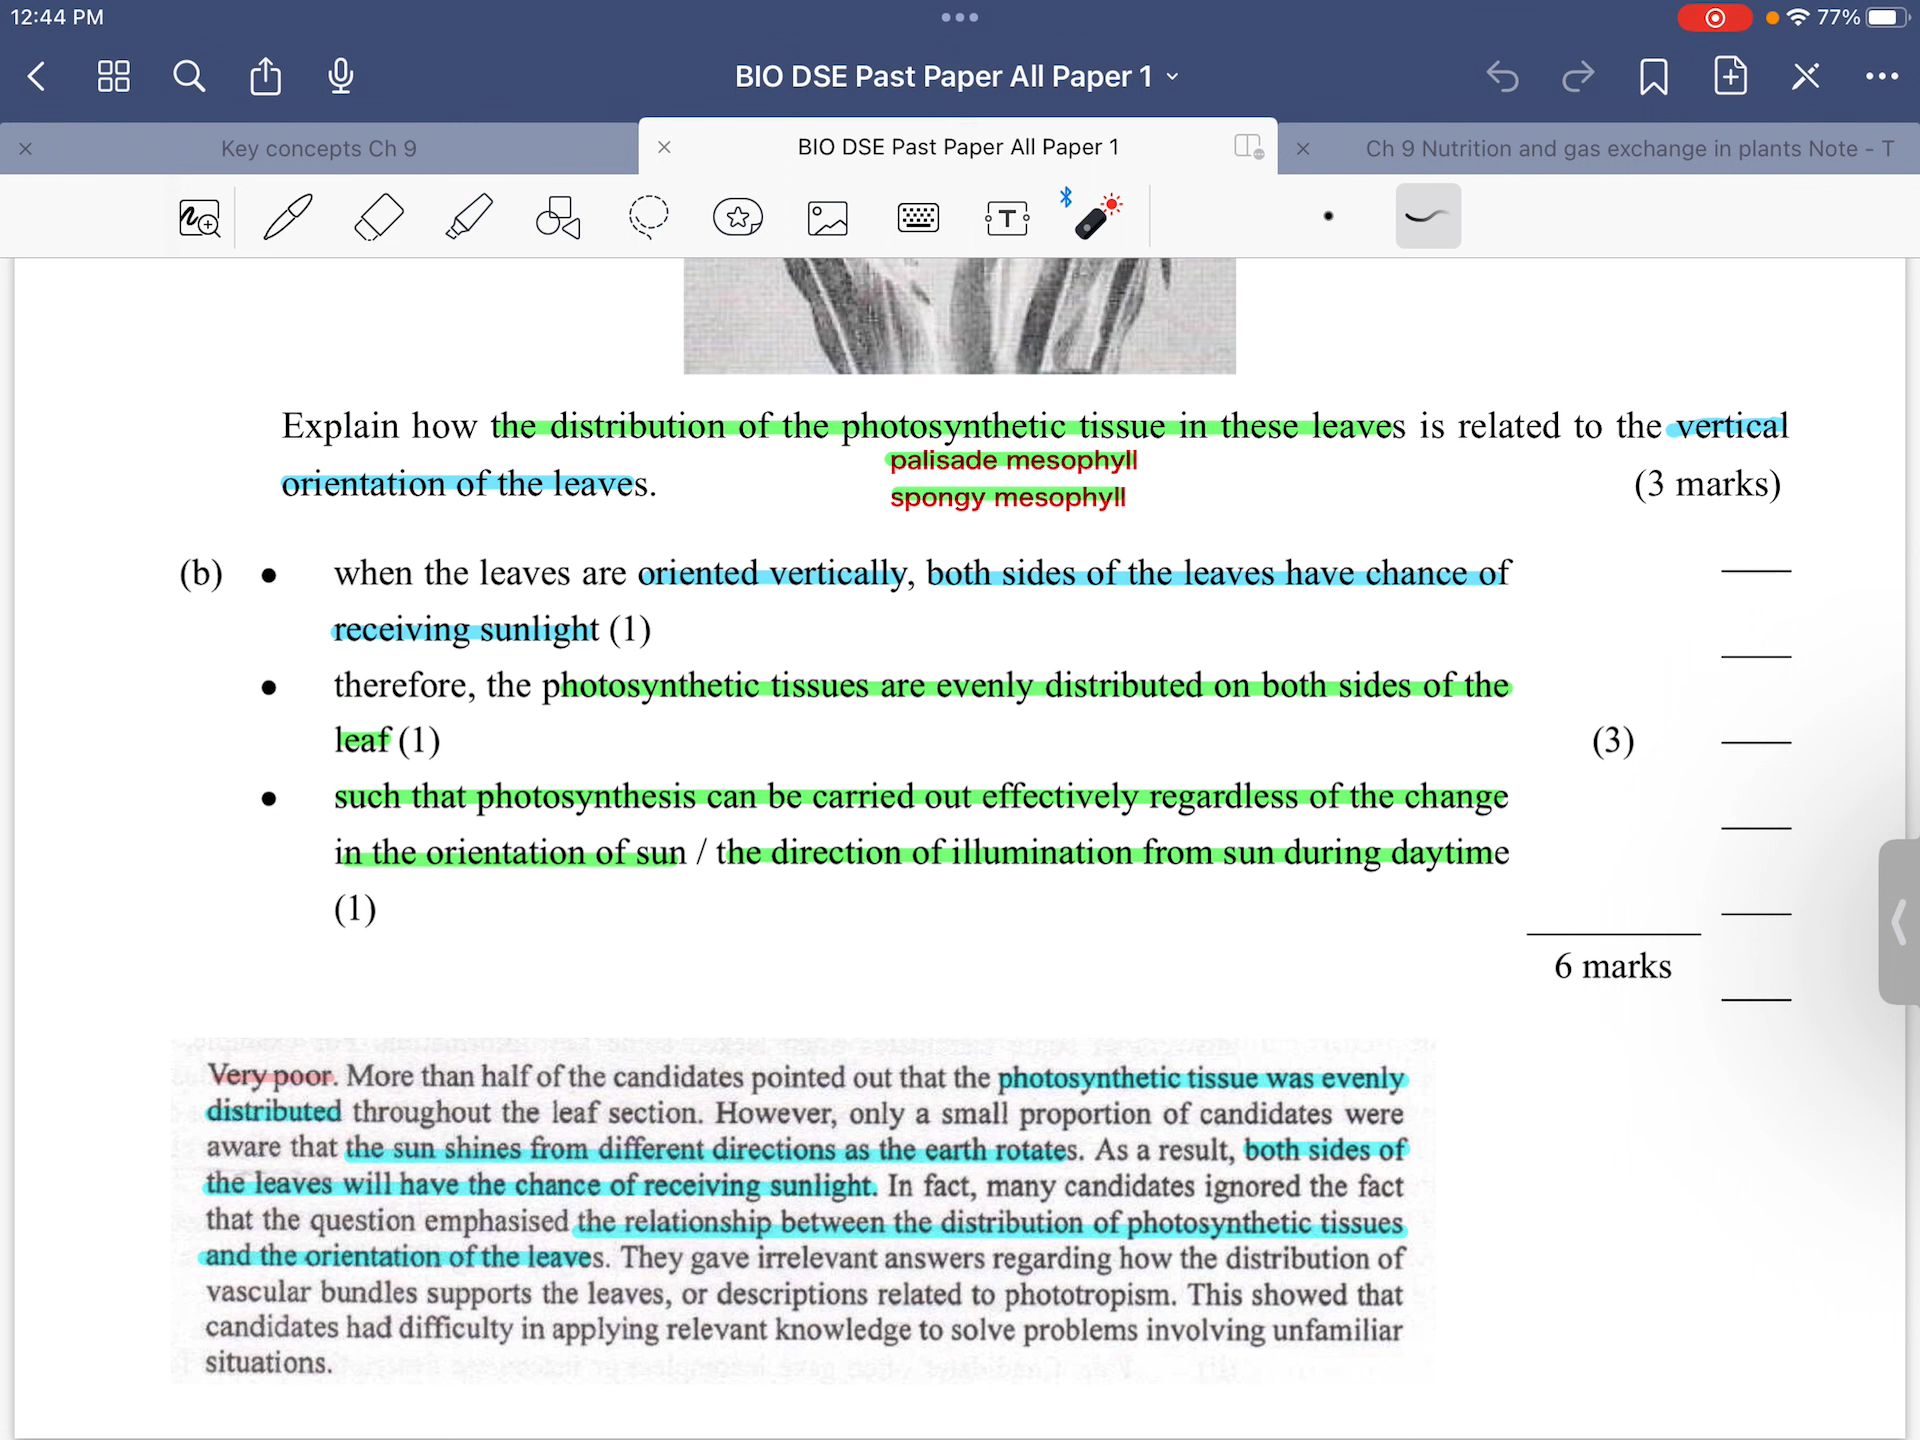 12:44 PM
77%
BIO DSE Past Paper All Paper 1
Key concepts Ch 9
BIO DSE Past Paper All Paper 1
Ch 9 Nutrition and gas exchange in plants Note - T
Explain how the distribution of the photosynthetic tissue in these leaves is related to the vertical
palisade mesophyll
orientation of the leaves.
(3 marks)
spongy mesophyll
(b) • when the leaves are oriented vertically, both sides of the leaves have chance of
receiving sunlight (1)
• therefore, the photosynthetic tissues are evenly distributed on both sides of the
leaf (1)
(3)
• such that photosynthesis can be carried out effectively regardless of the change
in the orientation of sun / the direction of illumination from sun during daytime
(1)
6 marks
Very poor. More than half of the candidates pointed out that the photosynthetic tissue was evenly
distributed throughout the leaf section. However, only a small proportion of candidates were
aware that the sun shines from different directions as the earth rotates. As a result, both sides of
the leaves will have the chance of receiving sunlight. In fact, many candidates ignored the fact
that the question emphasised the relationship between the distribution of photosynthetic tissues
and the orientation of the leaves. They gave irrelevant answers regarding how the distribution of
vascular bundles supports the leaves, or descriptions related to phototropism. This showed that
candidates had difficulty in applying relevant knowledge to solve problems involving unfamiliar
situations.